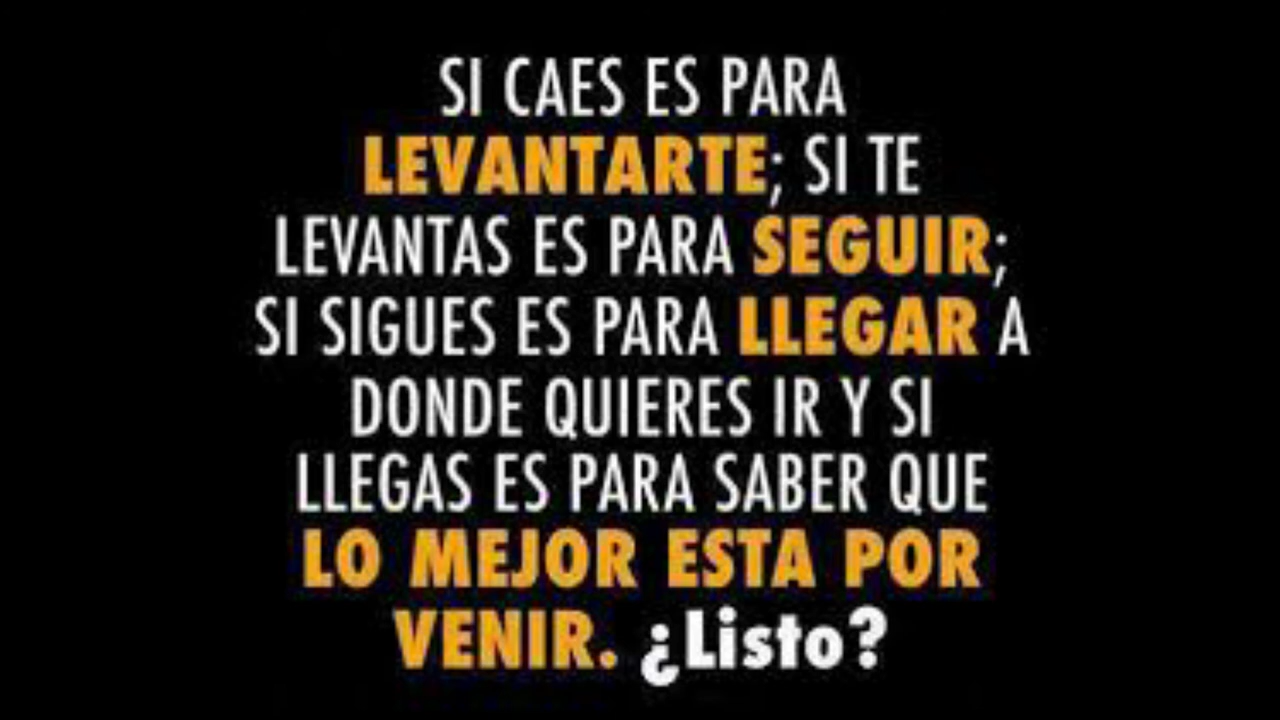 SI CAES ES PARA
LEVANTARTE; SI TE
LEVANTAS ES PARA SEGUIR;
SI SIGUES ES PARA LLEGAR A
DONDE QUIERES IR Y SI
LLEGAS ES PARA SABER QUE
LO MEJOR ESTA POR
VENIR. ¿Listo?